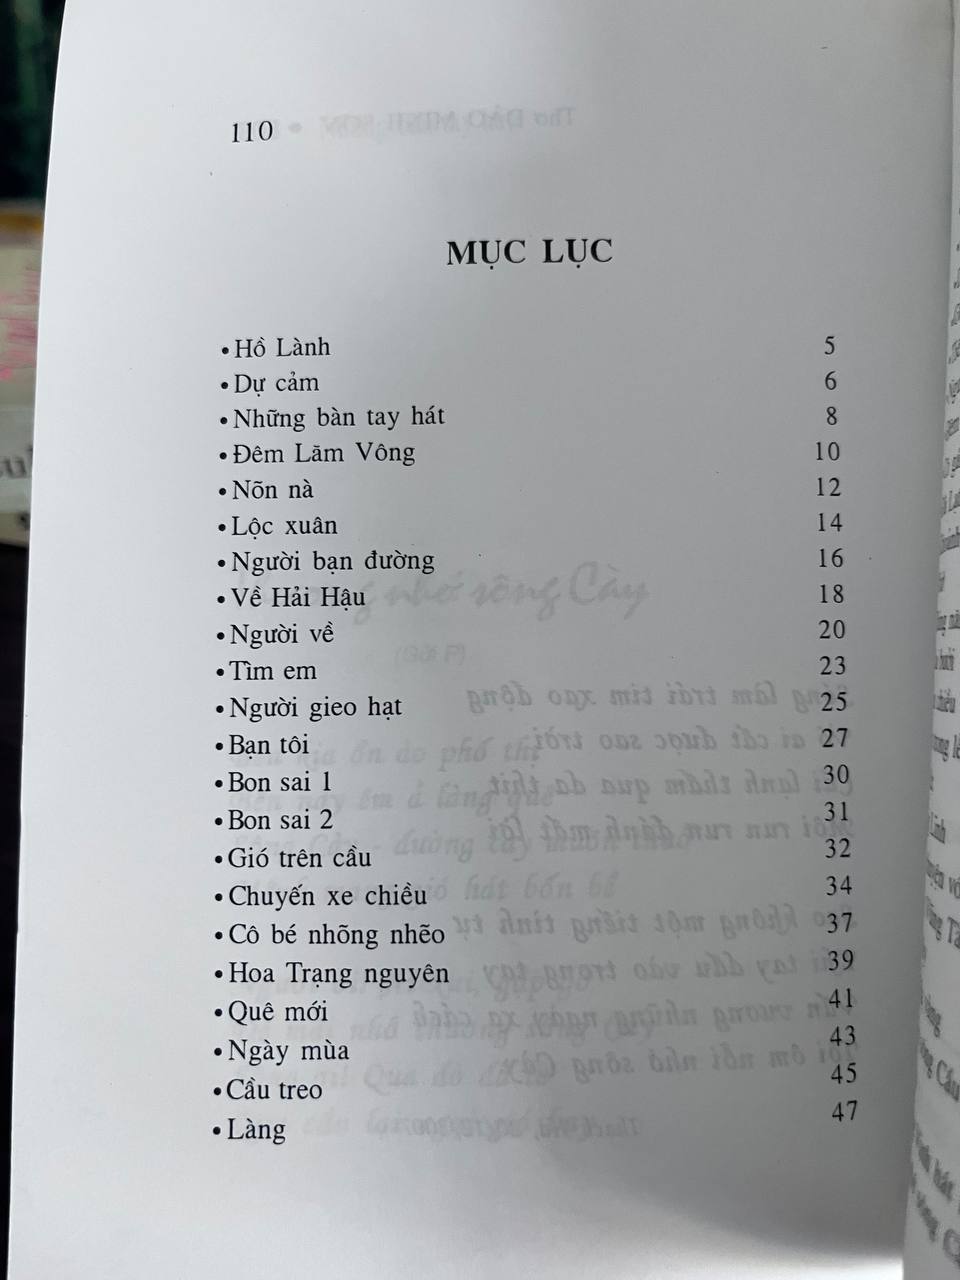 110
MỤC LỤC
• Hồ Lành 5
• Dự cảm 6
• Những bàn tay hát 8
• Đêm Lăm Vông 10
• Nõn nà 12
• Lộc xuân 14
• Người bạn đường 16
• Về Hải Hậu 18
• Người về 20
• Tìm em 23
• Người gieo hạt 25
• Bạn tôi 27
• Bon sai 1 30
• Bon sai 2 31
• Gió trên cầu 32
• Chuyến xe chiều 34
• Cô bé nhõng nhẽo 37
• Hoa Trạng nguyên 39
• Quê mới 41
• Ngày mùa 43
• Cầu treo 45
• Làng 47